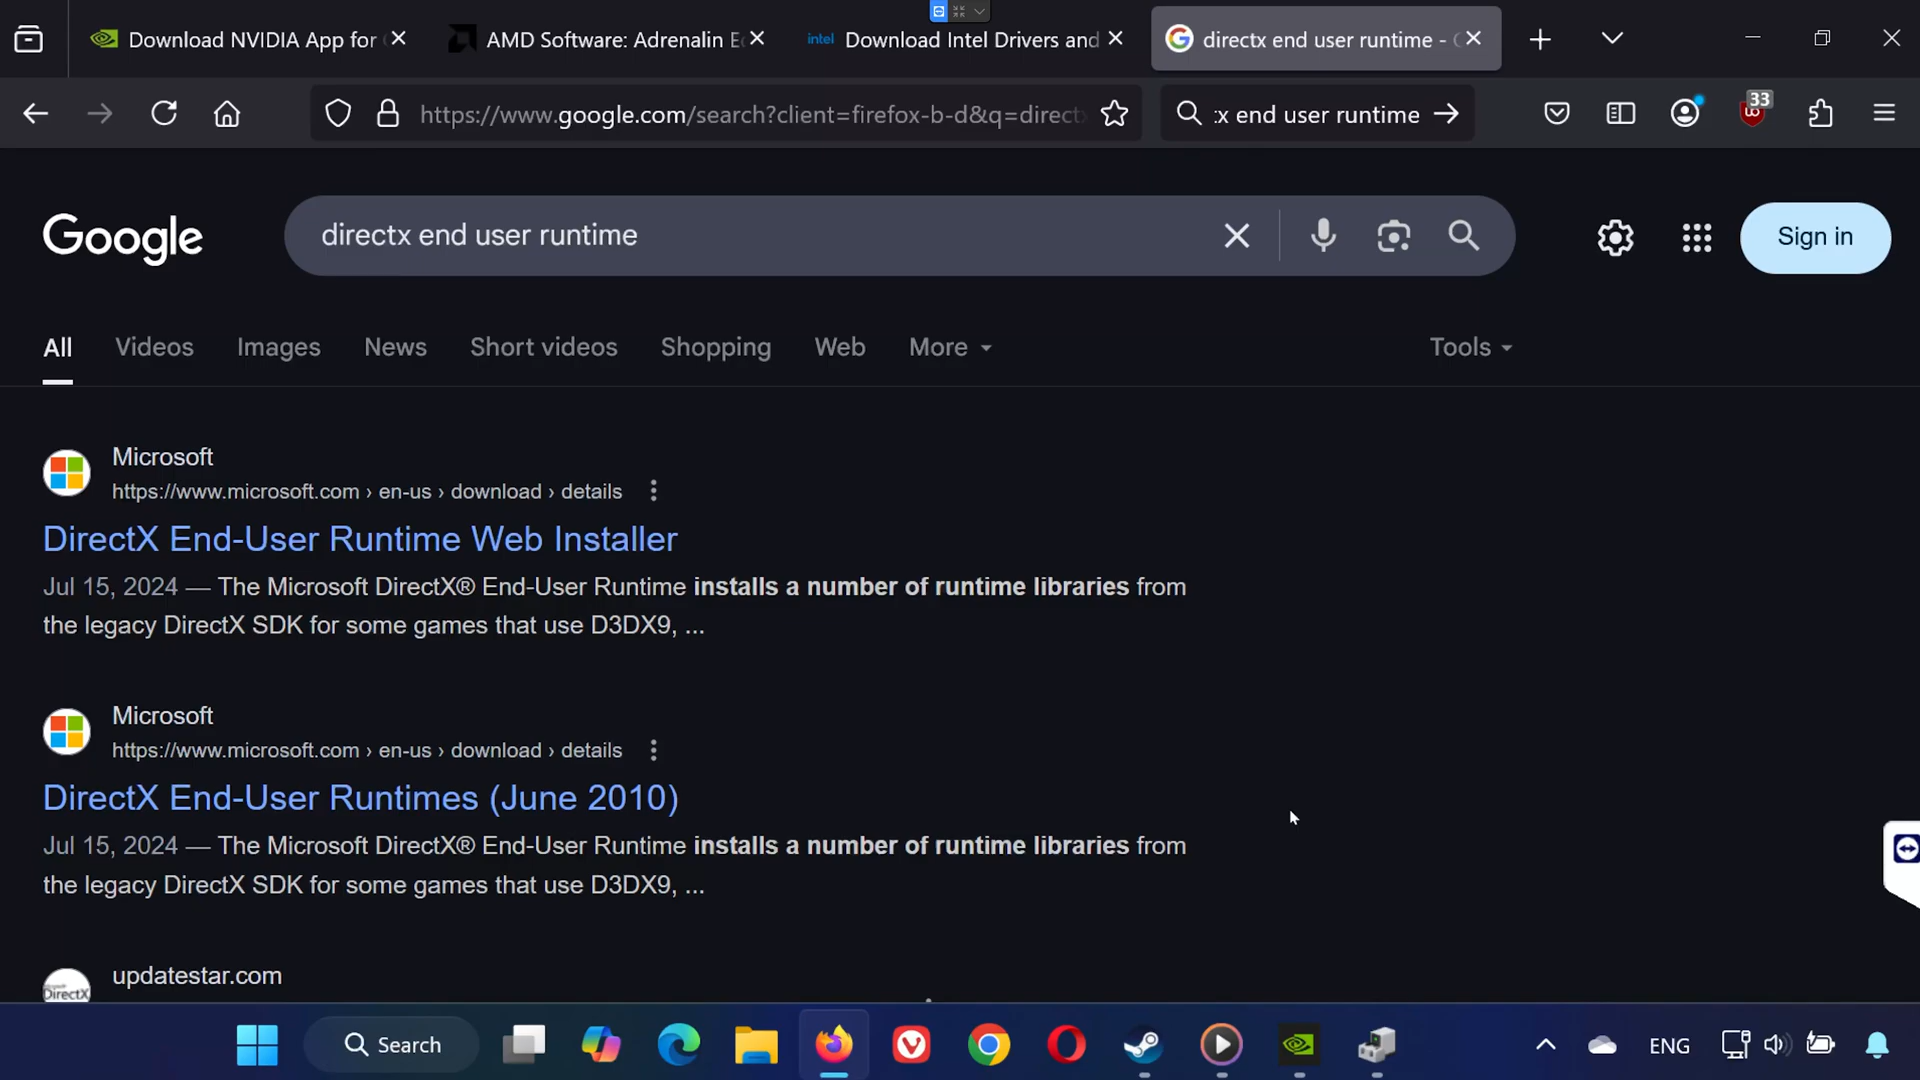 Download NVIDIA App for
AMD Software: Adrenalin E
intel Download Intel Drivers and
directx end user runtime -
https://www.google.com/search?client=firefox-b-d&q=direct
x end user runtime
33
Google
directx end user runtime
Sign in
All Videos Images News Short videos Shopping Web More
Tools
Microsoft
https://www.microsoft.com › en-us › download › details
DirectX End-User Runtime Web Installer
Jul 15, 2024 — The Microsoft DirectX® End-User Runtime installs a number of runtime libraries from
the legacy DirectX SDK for some games that use D3DX9, ...
Microsoft
https://www.microsoft.com › en-us › download › details
DirectX End-User Runtimes (June 2010)
Jul 15, 2024 — The Microsoft DirectX® End-User Runtime installs a number of runtime libraries from
the legacy DirectX SDK for some games that use D3DX9, ...
updatestar.com
DirectX
Search
ENG